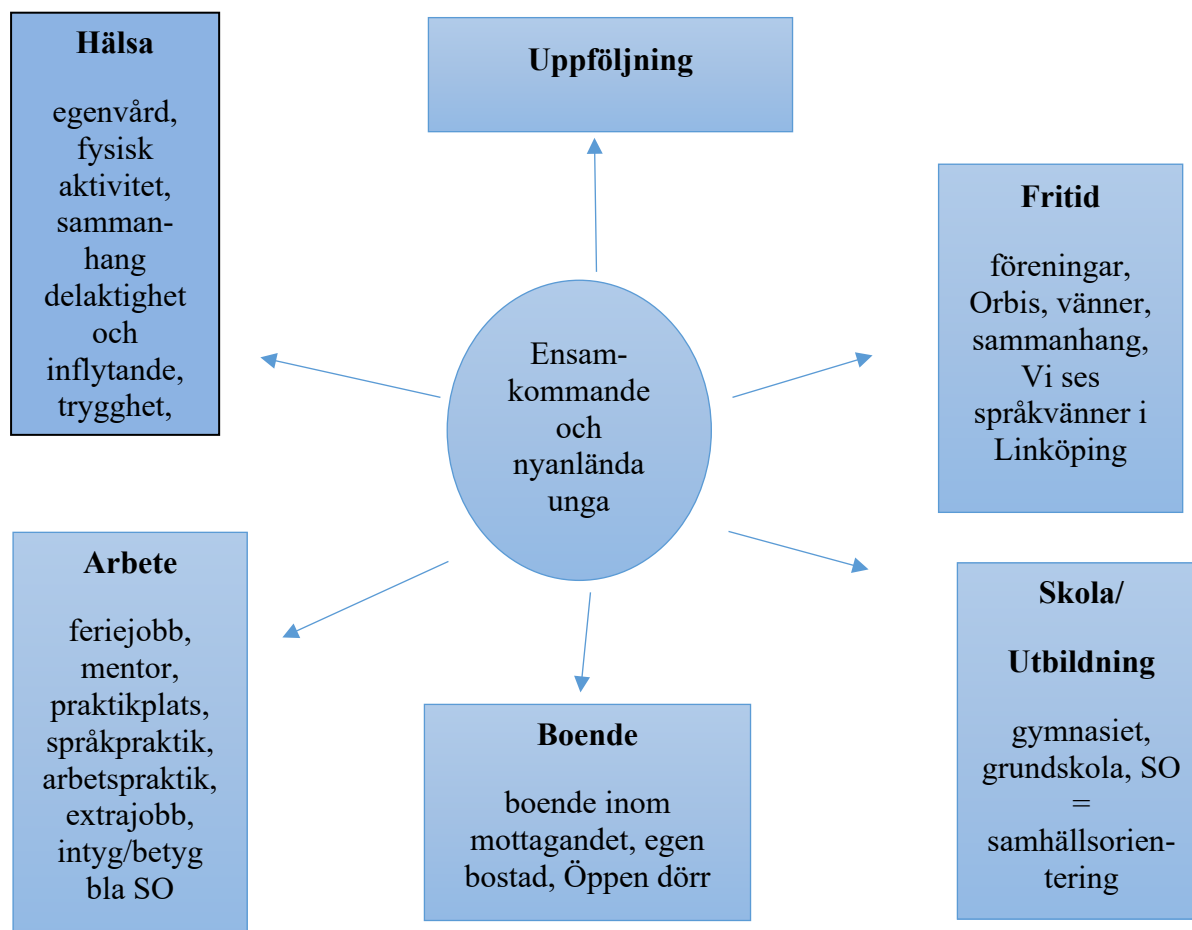 Hälsa
egenvård,
fysisk
aktivitet,
samman-
hang
delaktighet
och
inflytande,
trygghet,
Uppföljning
Fritid
föreningar,
Orbis, vänner,
sammanhang,
Vi ses
språkvänner i
Linköping
Ensam-
kommande
och
nyanlända
unga
Arbete
feriejobb,
mentor,
praktikplats,
språkpraktik,
arbetspraktik,
extrajobb,
intyg/betyg
bla SO
Boende
boende inom
mottagandet, egen
bostad, Öppen dörr
Skola/
Utbildning
gymnasiet,
grundskola, SO
=
samhällsorien-
tering